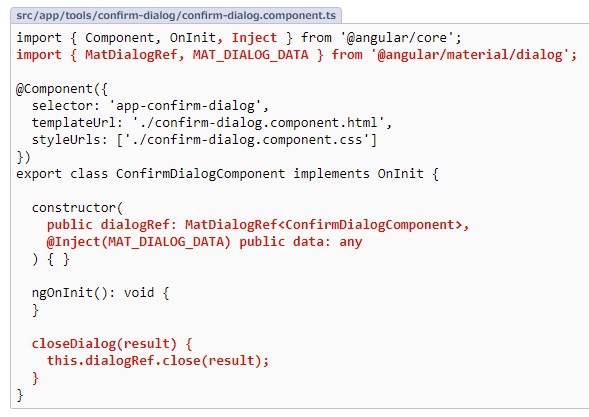 src/app/tools/confirm-dialog/confirm-dialog.component.ts
import { Component, OnInit, Inject } from '@angular/core';
import { MatDialogRef, MAT_DIALOG_DATA } from '@angular/material/dialog';

@Component({
  selector: 'app-confirm-dialog',
  templateUrl: './confirm-dialog.component.html',
  styleUrls: ['./confirm-dialog.component.css']
})
export class ConfirmDialogComponent implements OnInit {

  constructor(
    public dialogRef: MatDialogRef<ConfirmDialogComponent>,
    @Inject(MAT_DIALOG_DATA) public data: any
  ) { }

  ngOnInit(): void {
  }

  closeDialog(result) {
    this.dialogRef.close(result);
  }
}